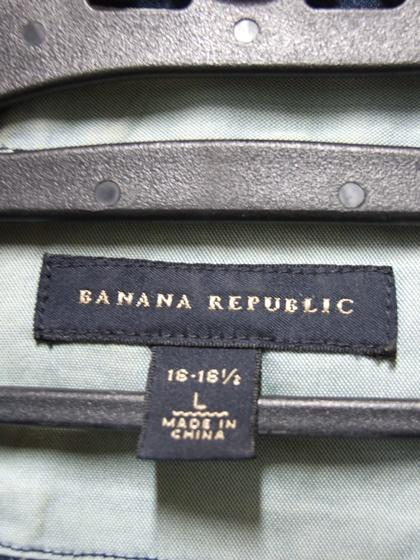 BANANA REPUBLIC
16-16½
L
MADE IN
CHINA